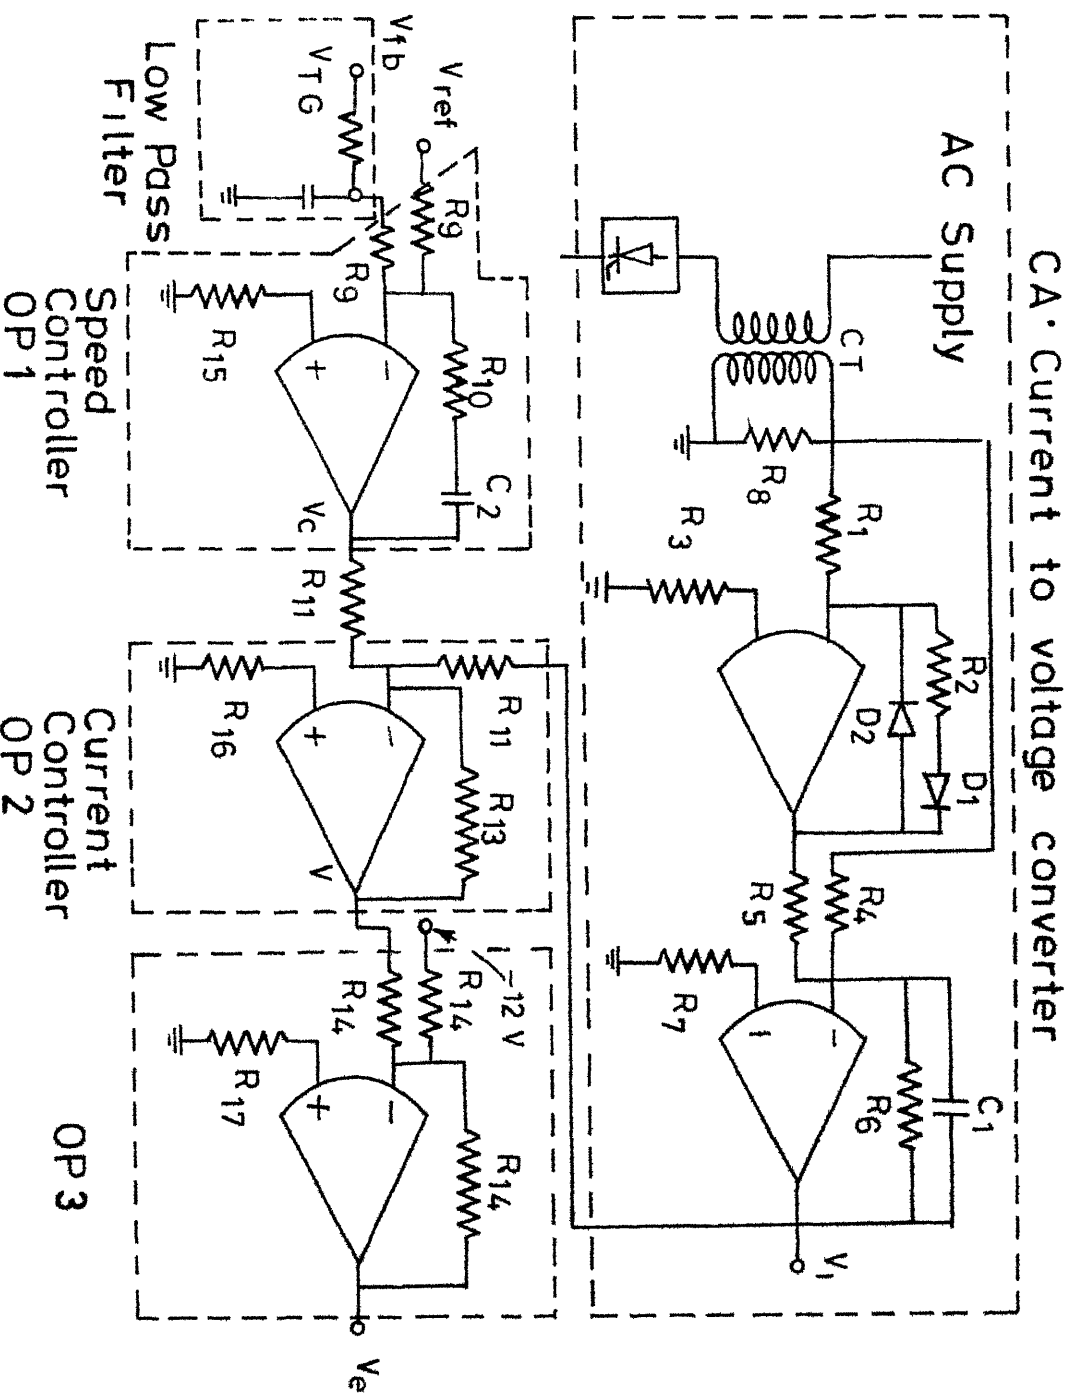 CA. Current to voltage converter
AC Supply
CT
R8
R1
R3
R2
D1
D2
R4
R5
R7
C1
R6
VI
Vfb
Vref
VTG
Low Pass
Filter
R9
R9
R15
R10
C2
+
−
Vc
Speed
Controller
OP 1
R11
R11
R16
R13
+
−
V
Current
Controller
OP 2
−12 V
R14
R14
R14
R17
+
−
OP 3
Ve